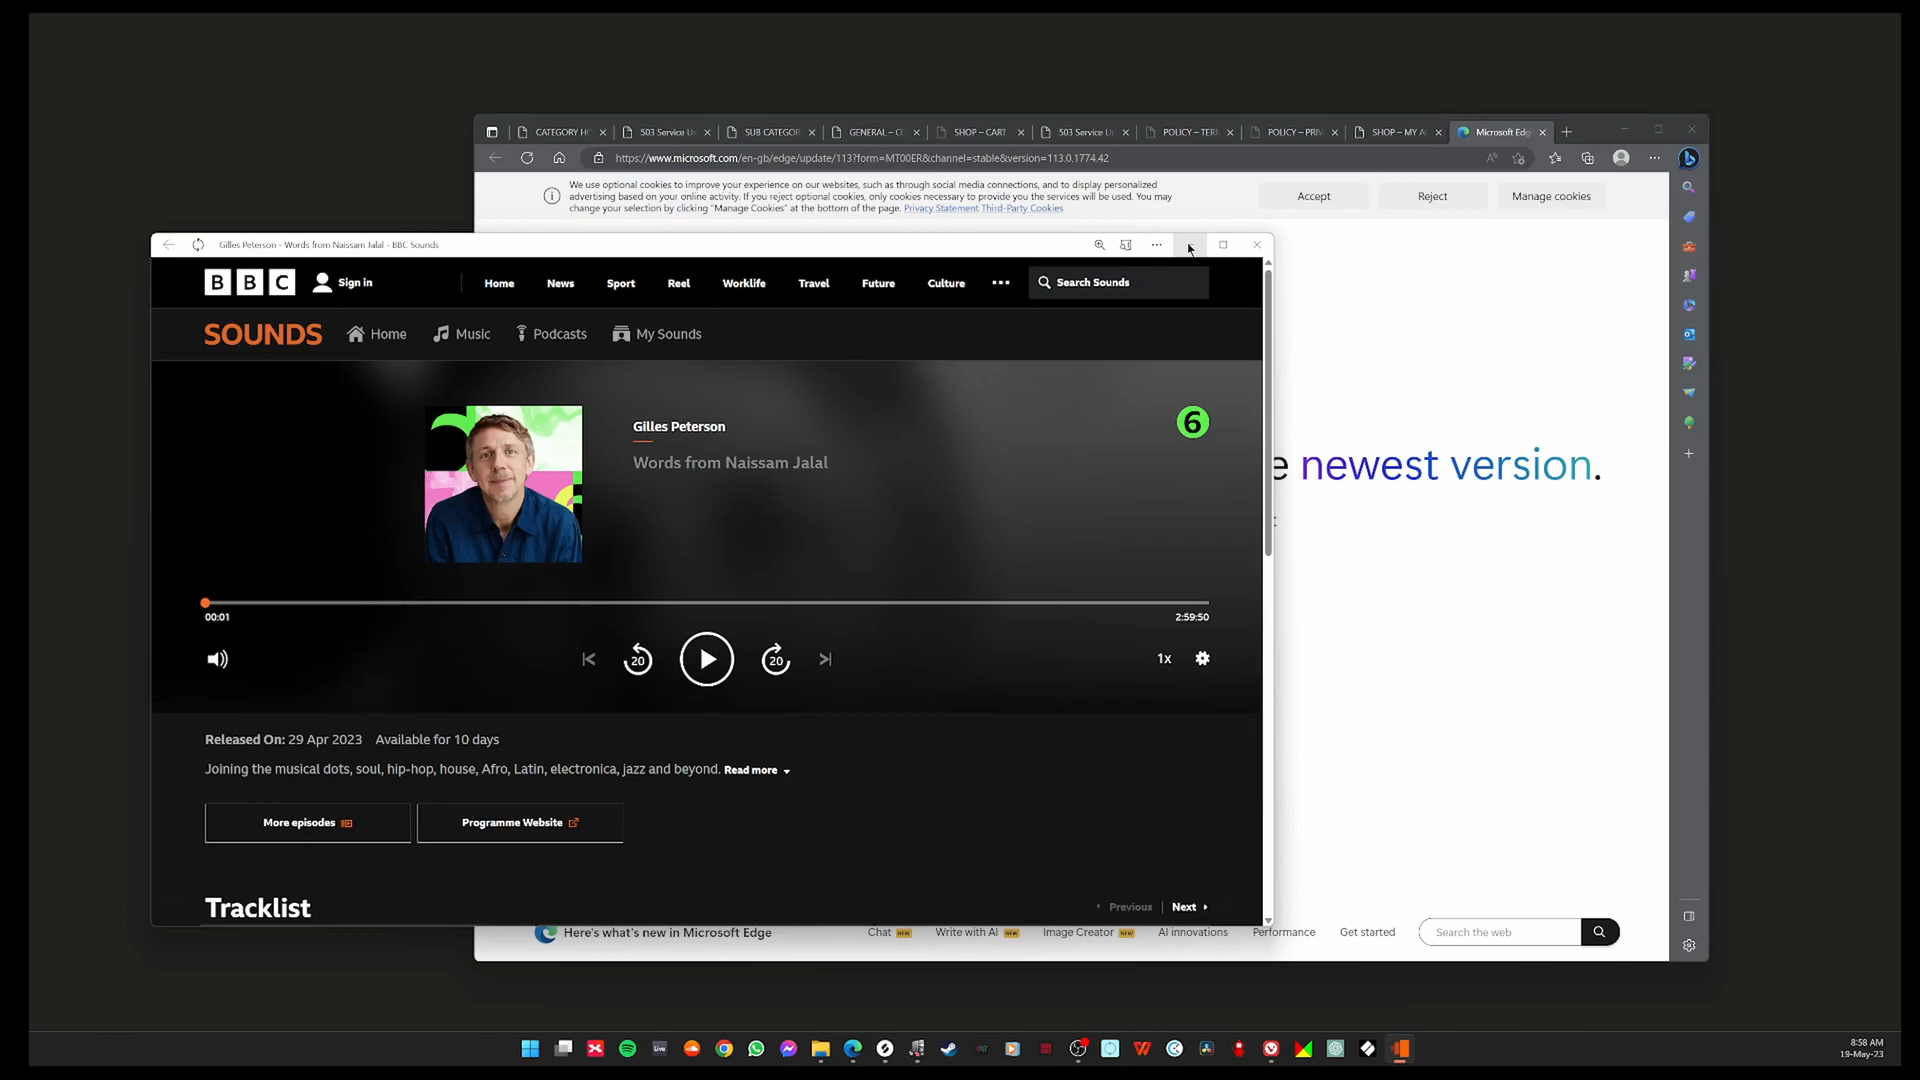 CATEGORY HO
503 Service Un
SUB CATEGOR
GENERAL – CO
SHOP – CART
503 Service Un
POLICY – TER
POLICY – PRIV
SHOP – MY A
Microsoft Edg
https://www.microsoft.com/en-gb/edge/update/113?form=MT00ER&channel=stable&version=113.0.1774.42
We use optional cookies to improve your experience on our websites, such as through social media connections, and to display personalized
advertising based on your online activity. If you reject optional cookies, only cookies necessary to provide you the services will be used. You may
change your selection by clicking "Manage Cookies" at the bottom of the page. Privacy Statement Third-Party Cookies
Accept
Reject
Manage cookies
Gilles Peterson - Words from Naissam Jalal - BBC Sounds
BBC
Sign in
Home
News
Sport
Reel
Worklife
Travel
Future
Culture
Search Sounds
SOUNDS
Home
Music
Podcasts
My Sounds
Gilles Peterson
6
Words from Naissam Jalal
e newest version.
00:01
2:59:50
20
20
1x
Released On: 29 Apr 2023 Available for 10 days
Joining the musical dots, soul, hip-hop, house, Afro, Latin, electronica, jazz and beyond. Read more
More episodes
Programme Website
Tracklist
Previous
Next
Here's what's new in Microsoft Edge
Chat NEW
Write with AI NEW
Image Creator NEW
AI innovations
Performance
Get started
Search the web
Live
8:58 AM
19-May-23